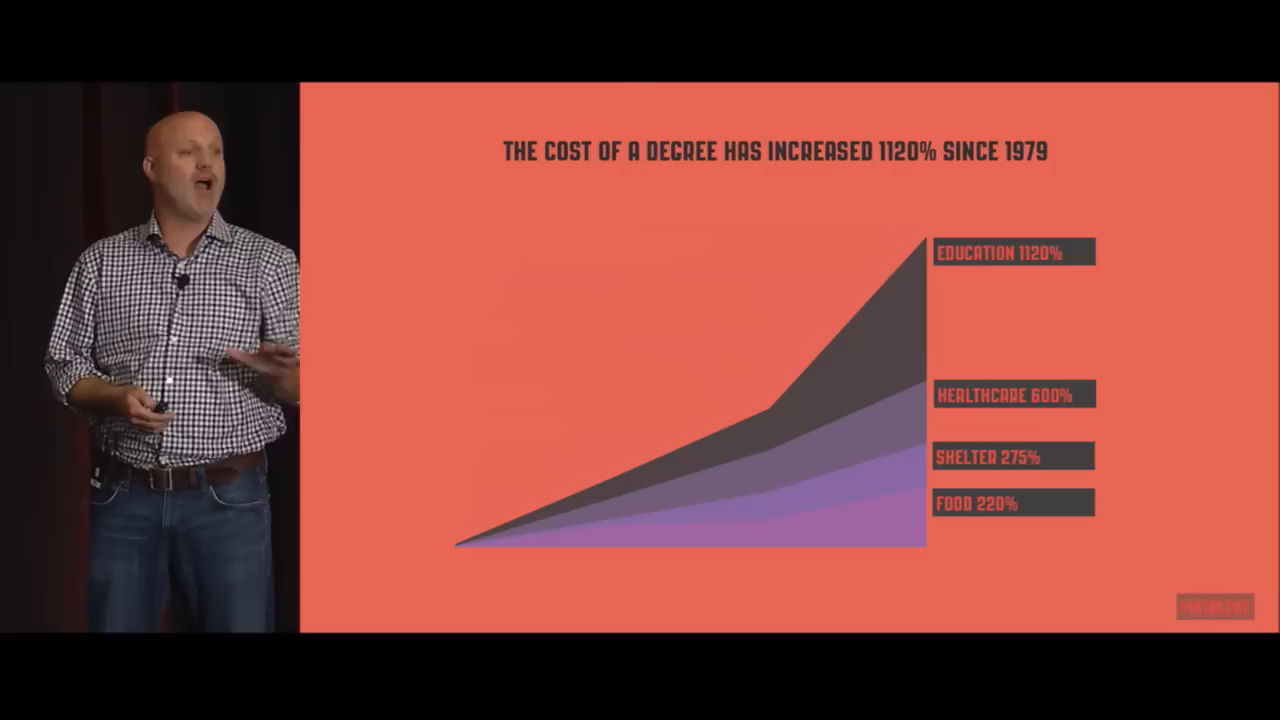 THE COST OF A DEGREE HAS INCREASED 1120% SINCE 1979
EDUCATION 1120%
HEALTHCARE 600%
SHELTER 275%
FOOD 220%